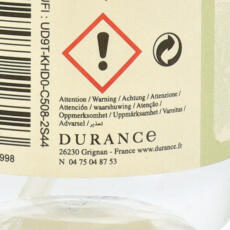 UFI : UD9T-KHD0-C508-2S44
998
Attention / Warning / Achtung / Attenzione /
Atención / waarschuwing / Atenção /
Oppmerksomhet / Uppmärksamhet / Varoitus /
Advarsel / تحذير
DURANCE
26230 Grignan - France www.durance.fr
N 04 75 04 87 53